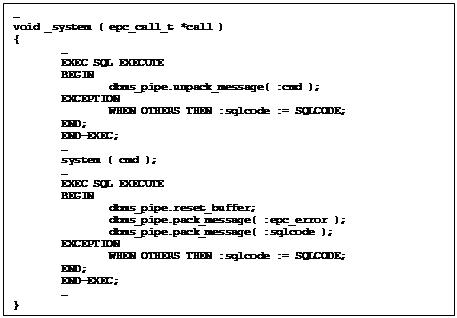 _
void _system ( epc_call_t *call )
{
_
EXEC SQL EXECUTE
BEGIN
dbms_pipe.unpack_message( :cmd );
EXCEPTION
WHEN OTHERS THEN :sqlcode := SQLCODE;
END;
END-EXEC;
_
system ( cmd );
_
EXEC SQL EXECUTE
BEGIN
dbms_pipe.reset_buffer;
dbms_pipe.pack_message( :epc_error );
dbms_pipe.pack_message( :sqlcode );
EXCEPTION
WHEN OTHERS THEN :sqlcode := SQLCODE;
END;
END-EXEC;
_
}